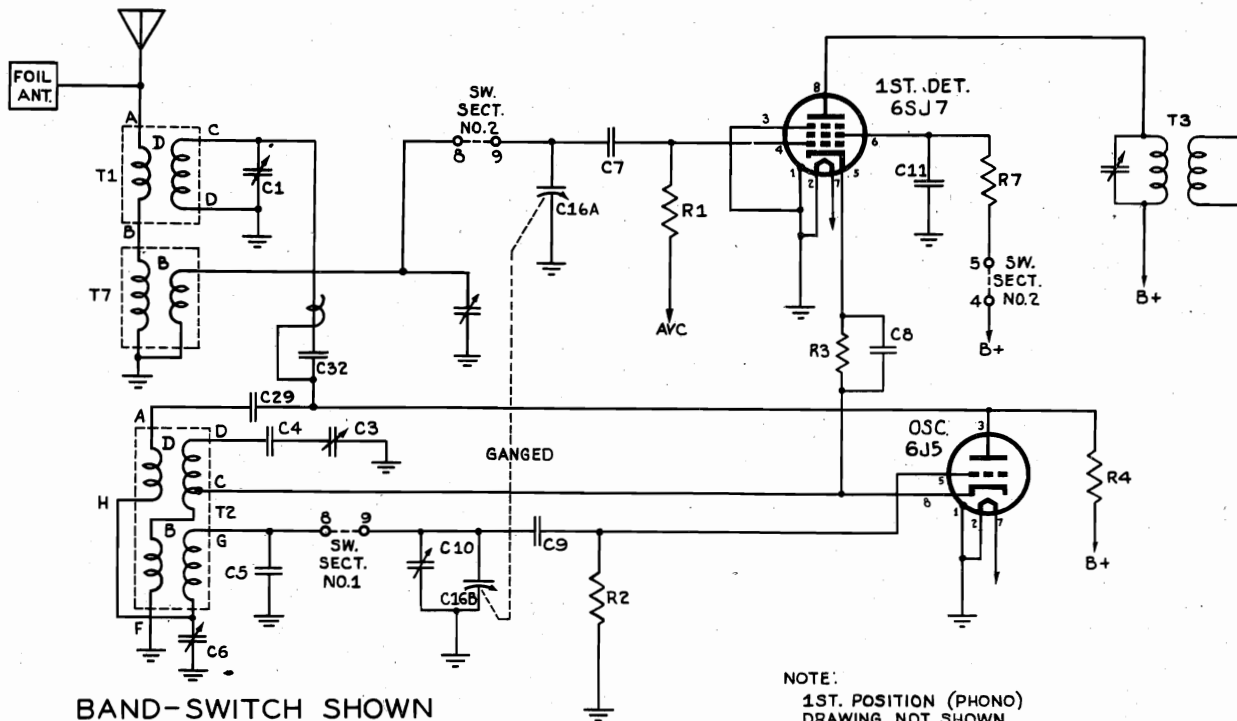 FOIL
ANT.
A
D
C
T1
C1
D
B
T7
B
C32
C29
A
D
D
C4
C3
H
C
B
T2
G
8
9
SW.
SECT.
NO.1
C5
F
C6
C10
C16B
C9
R2
SW.
SECT.
NO.2
8
9
C16A
GANGED
C7
R1
AVC
1ST. DET.
6SJ7
8
3
4
6
1
2
7
5
C11
R7
5
4
SW.
SECT.
NO.2
B+
T3
B+
R3
C8
OSC.
6J5
3
5
8
1
2
7
R4
B+
BAND-SWITCH SHOWN
NOTE:
1ST. POSITION (PHONO)
DRAWING NOT SHOWN